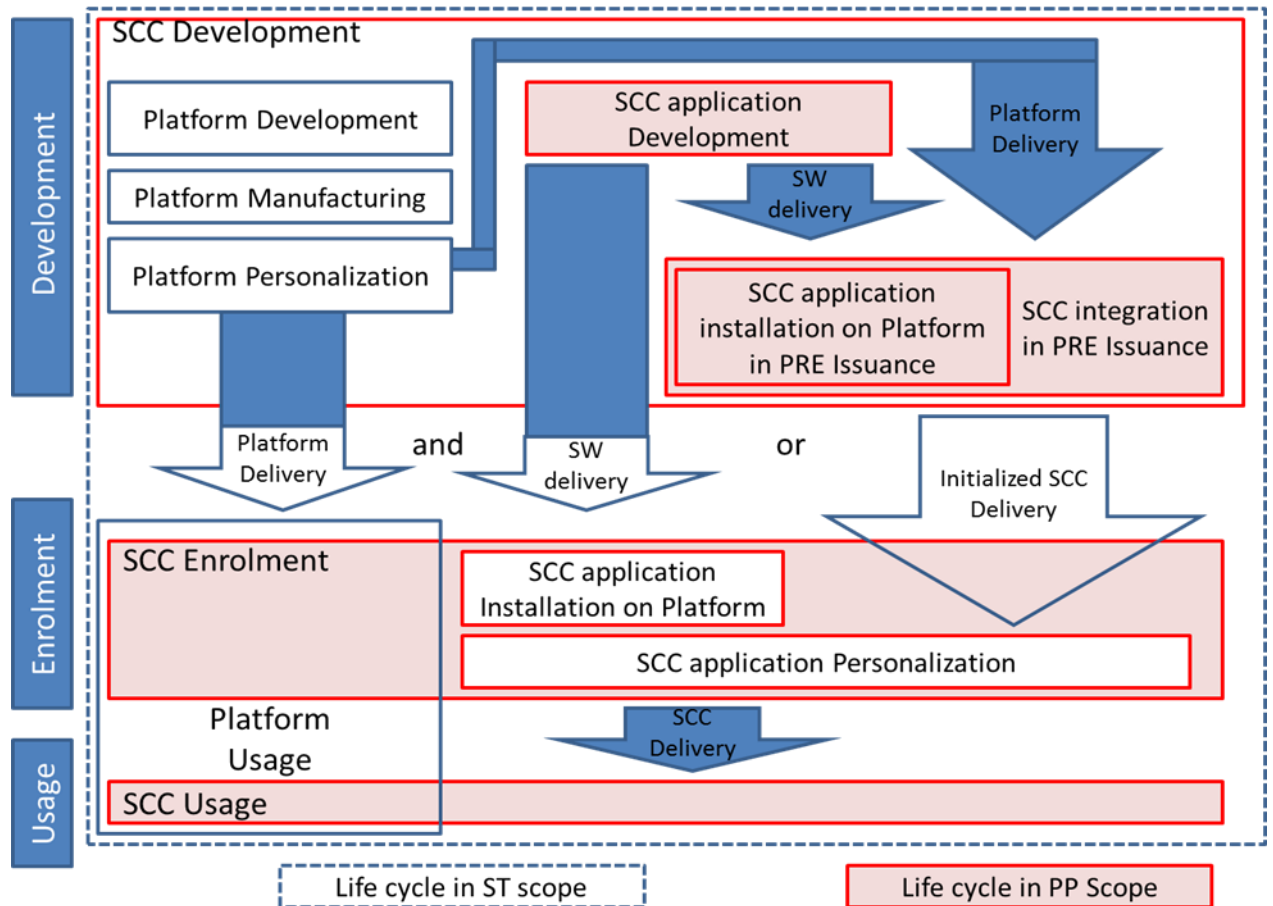 Development
SCC Development
Platform Development
Platform Manufacturing
Platform Personalization
SCC application
Development
Platform
Delivery
SW
delivery
SCC application
installation on Platform
in PRE Issuance
SCC integration
in PRE Issuance
Platform
Delivery
and
SW
delivery
or
Initialized SCC
Delivery
Enrolment
SCC Enrolment
SCC application
Installation on Platform
SCC application Personalization
Platform
Usage
SCC
Delivery
Usage
SCC Usage
Life cycle in ST scope
Life cycle in PP Scope